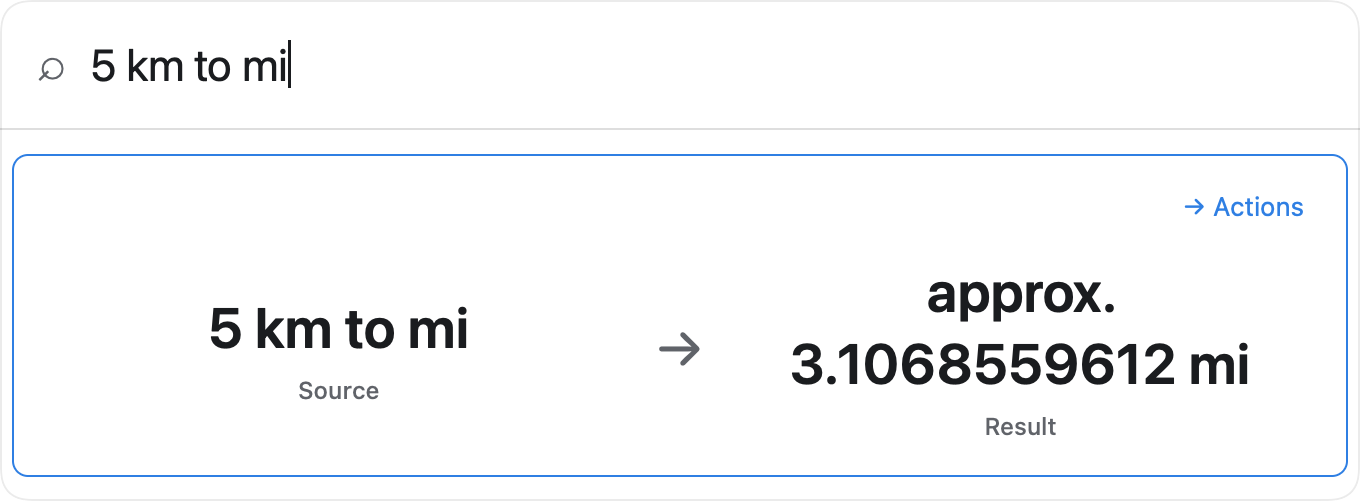 5 km to mi
→ Actions
5 km to mi
Source
→
approx.
3.1068559612 mi
Result